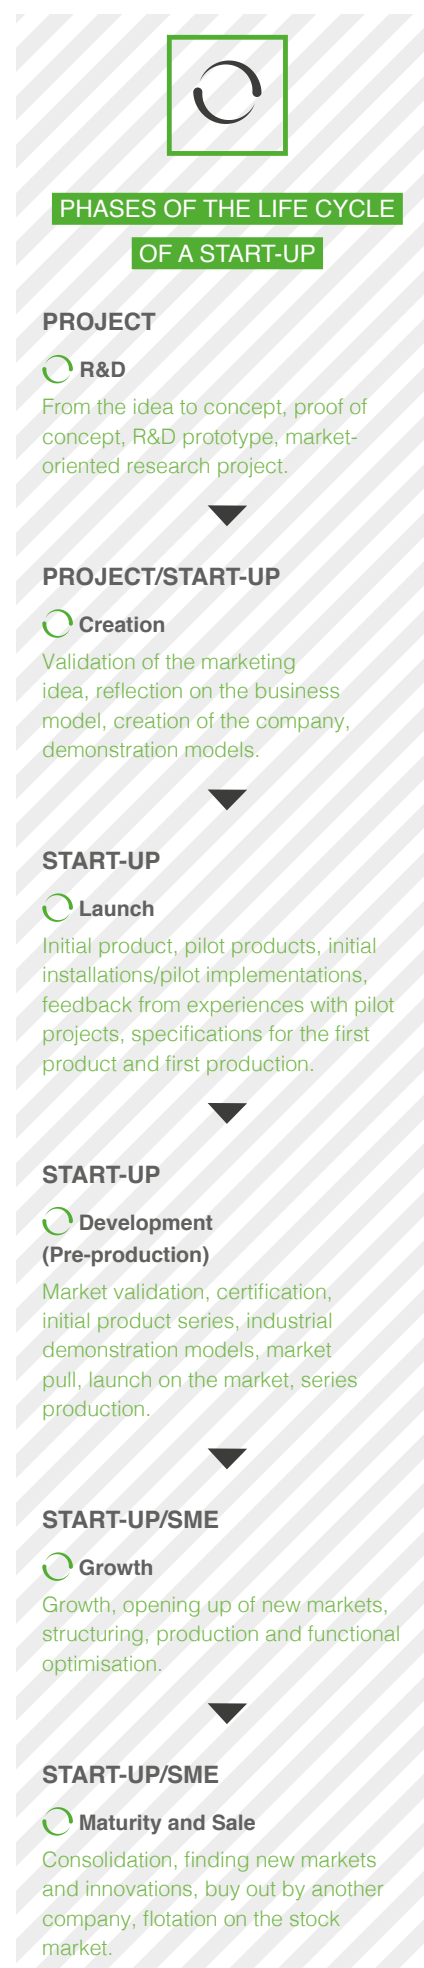 PHASES OF THE LIFE CYCLE
OF A START-UP
PROJECT
R&D
From the idea to concept, proof of
concept, R&D prototype, market-
oriented research project.
PROJECT/START-UP
Creation
Validation of the marketing
idea, reflection on the business
model, creation of the company,
demonstration models.
START-UP
Launch
Initial product, pilot products, initial
installations/pilot implementations,
feedback from experiences with pilot
projects, specifications for the first
product and first production.
START-UP
Development
(Pre-production)
Market validation, certification,
initial product series, industrial
demonstration models, market
pull, launch on the market, series
production.
START-UP/SME
Growth
Growth, opening up of new markets,
structuring, production and functional
optimisation.
START-UP/SME
Maturity and Sale
Consolidation, finding new markets
and innovations, buy out by another
company, flotation on the stock
market.